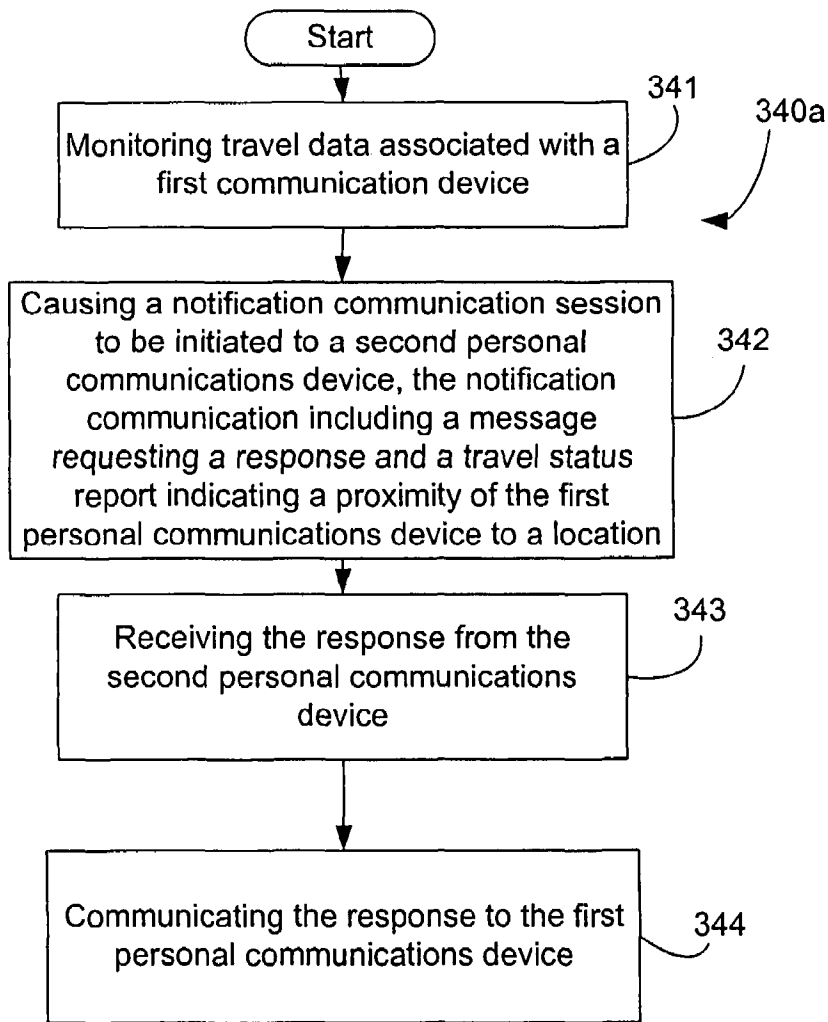 Start
341
340a
Monitoring travel data associated with a
first communication device
Causing a notification communication session
to be initiated to a second personal
communications device, the notification
communication including a message
requesting a response and a travel status
report indicating a proximity of the first
personal communications device to a location
342
343
Receiving the response from the
second personal communications
device
Communicating the response to the first
personal communications device
344